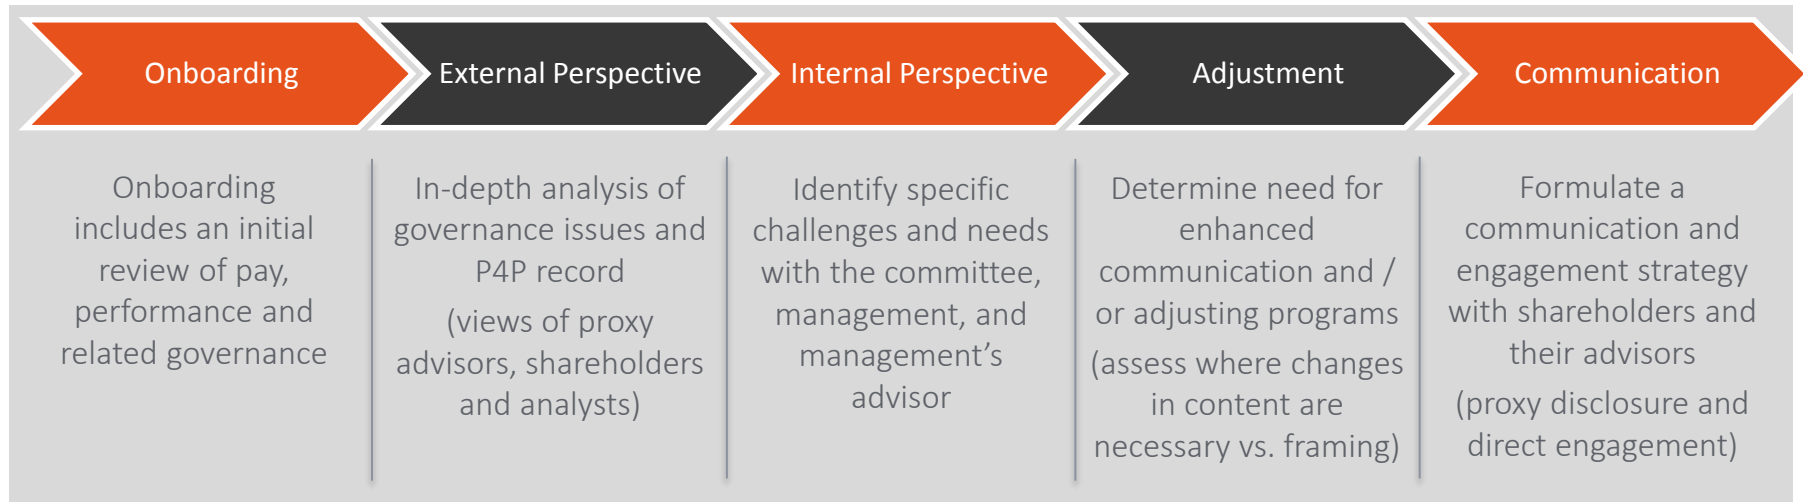 Onboarding
External Perspective
Internal Perspective
Adjustment
Communication
Onboarding
includes an initial
review of pay,
performance and
related governance
In-depth analysis of
governance issues and
P4P record
(views of proxy
advisors, shareholders
and analysts)
Identify specific
challenges and needs
with the committee,
management, and
management’s
advisor
Determine need for
enhanced
communication and /
or adjusting programs
(assess where changes
in content are
necessary vs. framing)
Formulate a
communication and
engagement strategy
with shareholders and
their advisors
(proxy disclosure and
direct engagement)